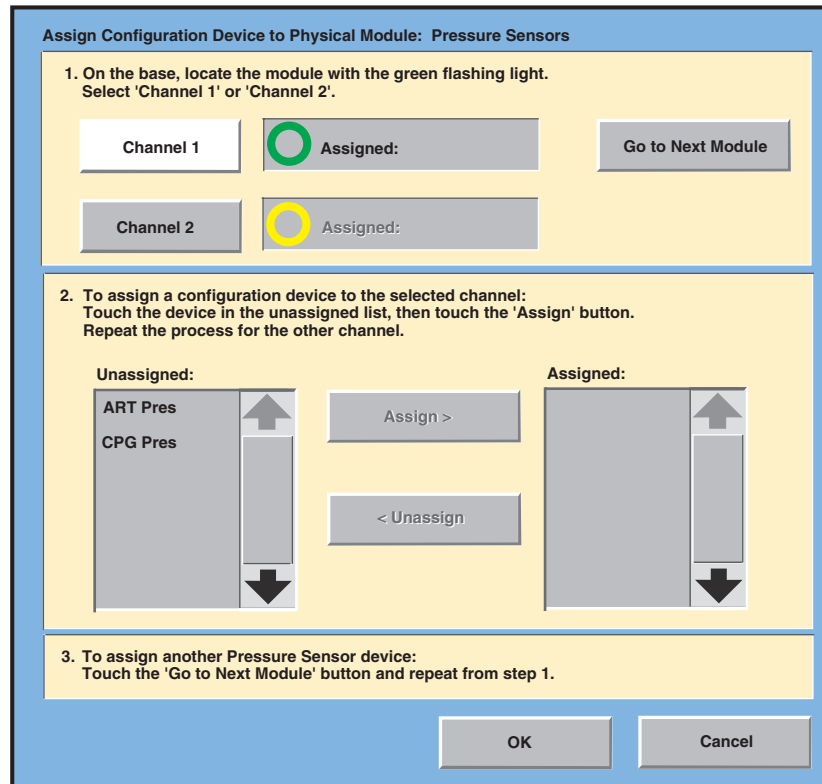 Assign Configuration Device to Physical Module: Pressure Sensors
1. On the base, locate the module with the green flashing light.
Select 'Channel 1' or 'Channel 2'.
Channel 1
Assigned:
Go to Next Module
Channel 2
Assigned:
2. To assign a configuration device to the selected channel:
Touch the device in the unassigned list, then touch the 'Assign' button.
Repeat the process for the other channel.
Unassigned:
Assigned:
ART Pres
CPG Pres
Assign >
< Unassign
3. To assign another Pressure Sensor device:
Touch the 'Go to Next Module' button and repeat from step 1.
OK
Cancel